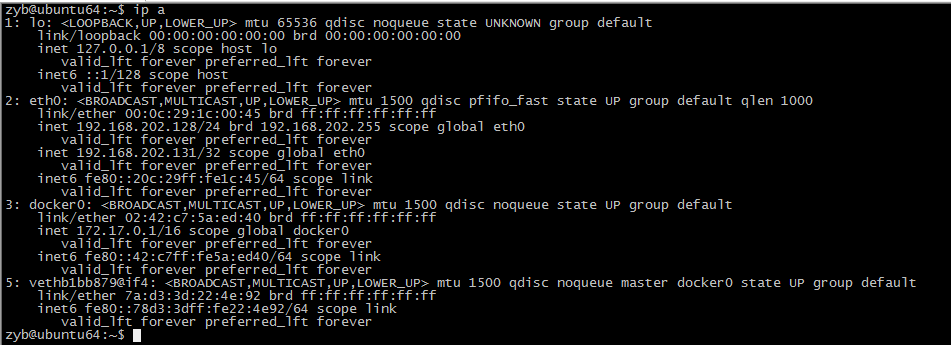 zyb@ubuntu64:~$ ip a
1: lo: <LOOPBACK,UP,LOWER_UP> mtu 65536 qdisc noqueue state UNKNOWN group default
    link/loopback 00:00:00:00:00:00 brd 00:00:00:00:00:00
    inet 127.0.0.1/8 scope host lo
       valid_lft forever preferred_lft forever
    inet6 ::1/128 scope host
       valid_lft forever preferred_lft forever
2: eth0: <BROADCAST,MULTICAST,UP,LOWER_UP> mtu 1500 qdisc pfifo_fast state UP group default qlen 1000
    link/ether 00:0c:29:1c:00:45 brd ff:ff:ff:ff:ff:ff
    inet 192.168.202.128/24 brd 192.168.202.255 scope global eth0
       valid_lft forever preferred_lft forever
    inet 192.168.202.131/32 scope global eth0
       valid_lft forever preferred_lft forever
    inet6 fe80::20c:29ff:fe1c:45/64 scope link
       valid_lft forever preferred_lft forever
3: docker0: <BROADCAST,MULTICAST,UP,LOWER_UP> mtu 1500 qdisc noqueue state UP group default
    link/ether 02:42:c7:5a:ed:40 brd ff:ff:ff:ff:ff:ff
    inet 172.17.0.1/16 scope global docker0
       valid_lft forever preferred_lft forever
    inet6 fe80::42:c7ff:fe5a:ed40/64 scope link
       valid_lft forever preferred_lft forever
5: vethb1bb879@if4: <BROADCAST,MULTICAST,UP,LOWER_UP> mtu 1500 qdisc noqueue master docker0 state UP group default
    link/ether 7a:d3:3d:22:4e:92 brd ff:ff:ff:ff:ff:ff
    inet6 fe80::78d3:3dff:fe22:4e92/64 scope link
       valid_lft forever preferred_lft forever
zyb@ubuntu64:~$